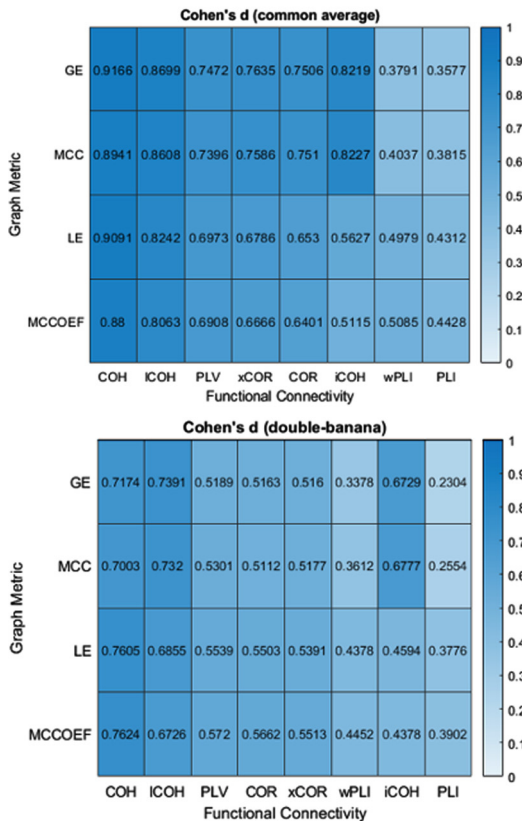 Cohen's d (common average)
GE 0.9166 0.8699 0.7472 0.7635 0.7506 0.8219 0.3791 0.3577
MCC 0.8941 0.8608 0.7396 0.7586 0.751 0.8227 0.4037 0.3815
LE 0.9091 0.8242 0.6973 0.6786 0.653 0.5627 0.4979 0.4312
MCCOEF 0.88 0.8063 0.6908 0.6666 0.6401 0.5115 0.5085 0.4428
COH lCOH PLV xCOR COR iCOH wPLI PLI
Functional Connectivity
Graph Metric
1
0.9
0.8
0.7
0.6
0.5
0.4
0.3
0.2
0.1
0
Cohen's d (double-banana)
GE 0.7174 0.7391 0.5189 0.5163 0.516 0.3378 0.6729 0.2304
MCC 0.7003 0.732 0.5301 0.5112 0.5177 0.3612 0.6777 0.2554
LE 0.7605 0.6855 0.5539 0.5503 0.5391 0.4378 0.4594 0.3776
MCCOEF 0.7624 0.6726 0.572 0.5662 0.5513 0.4452 0.4378 0.3902
COH lCOH PLV COR xCOR wPLI iCOH PLI
Functional Connectivity
Graph Metric
1
0.9
0.8
0.7
0.6
0.5
0.4
0.3
0.2
0.1
0